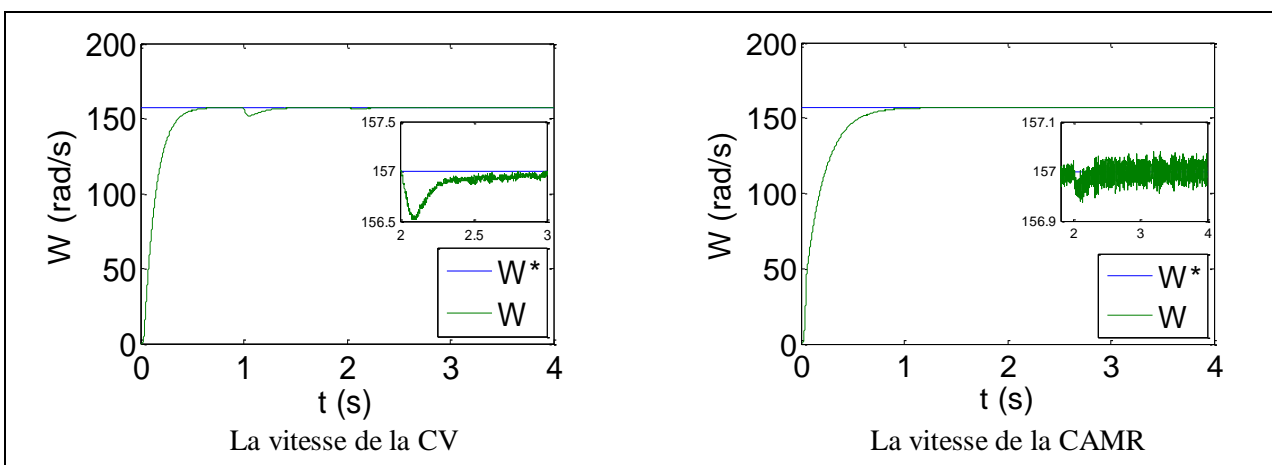 200
150
100
50
0
W (rad/s)
0 1 2 3 4
t (s)
157.5
157
156.5
2 2.5 3
W*
W
La vitesse de la CV
200
150
100
50
0
W (rad/s)
0 1 2 3 4
t (s)
157.1
157
156.9
2 3 4
W*
W
La vitesse de la CAMR